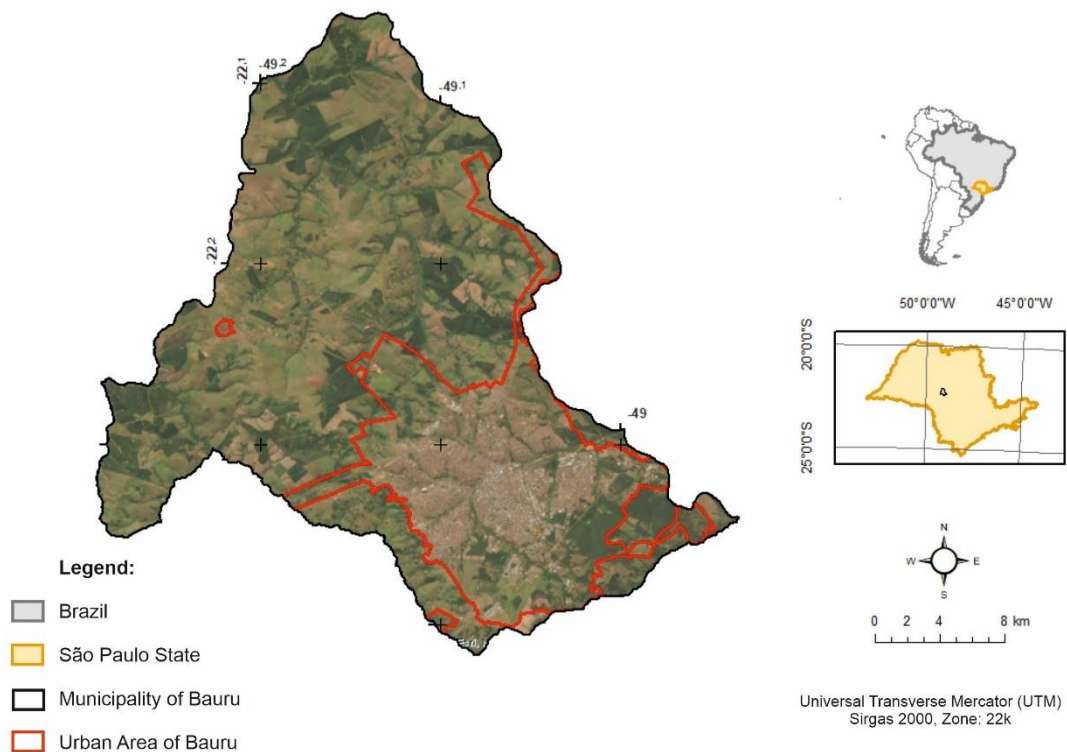 -22.1
-49.2
-49.1
-22.2
-49
50°0'0"W 45°0'0"W
20°0'0"S
25°0'0"S
N
W E
S
0 2 4 8 km
Universal Transverse Mercator (UTM)
Sirgas 2000, Zone: 22k
Legend:
Brazil
São Paulo State
Municipality of Bauru
Urban Area of Bauru